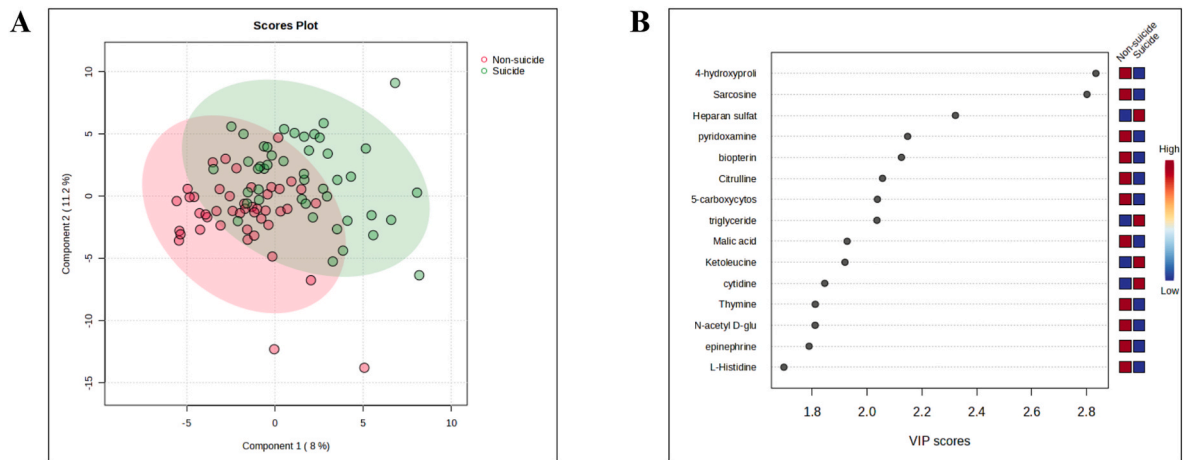 A
Scores Plot
Non-suicide
Suicide
Component 2 ( 11.2 %)
10
5
0
-5
-10
-15
-5
0
5
10
Component 1 ( 8 %)
B
Non-suicide
Suicide
4-hydroxyproli
Sarcosine
Heparan sulfat
pyridoxamine
biopterin
Citrulline
5-carboxycytos
triglyceride
Malic acid
Ketoleucine
cytidine
Thymine
N-acetyl D-glu
epinephrine
L-Histidine
High
Low
1.8 2.0 2.2 2.4 2.6 2.8
VIP scores